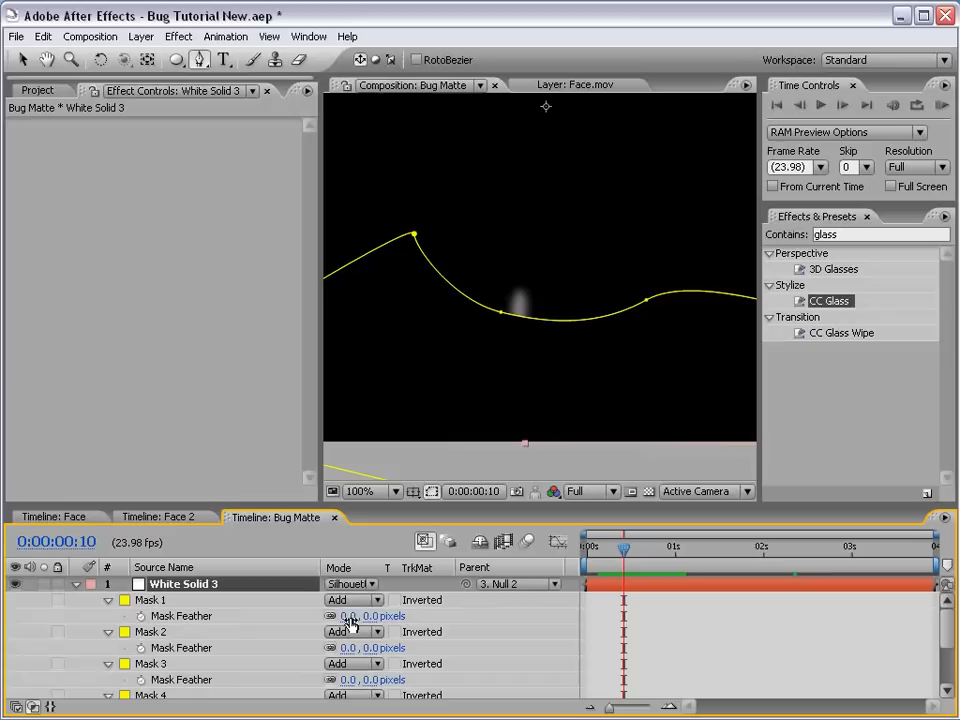 Adobe After Effects - Bug Tutorial New.aep *
File Edit Composition Layer Effect Animation View Window Help
RotoBezier
Workspace: Standard
Project Effect Controls: White Solid 3
Bug Matte * White Solid 3
Composition: Bug Matte Layer: Face.mov
Time Controls
RAM Preview Options
Frame Rate Skip Resolution
(23.98) 0 Full
From Current Time Full Screen
Effects & Presets
Contains: glass
Perspective
3D Glasses
Stylize
CC Glass
Transition
CC Glass Wipe
100% 0:00:00:10 Full Active Camera
Timeline: Face Timeline: Face 2 Timeline: Bug Matte
0:00:00:10 (23.98 fps)
# Source Name Mode T TrkMat Parent
:00s 01s 02s 03s 04
1 White Solid 3 Silhouet 3. Null 2
Mask 1 Add Inverted
Mask Feather 0.0, 0.0 pixels
Mask 2 Add Inverted
Mask Feather 0.0, 0.0 pixels
Mask 3 Add Inverted
Mask Feather 0.0, 0.0 pixels
Mask 4 Add Inverted